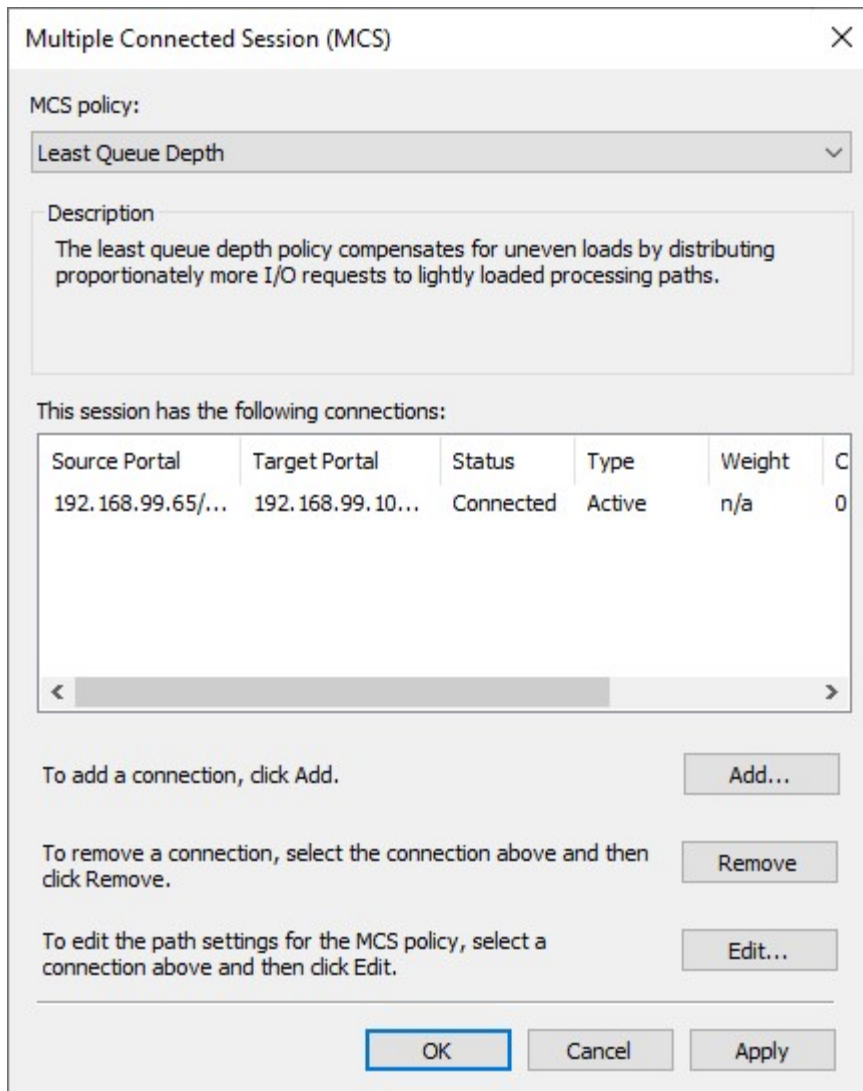 Multiple Connected Session (MCS)
MCS policy:
Least Queue Depth
Description
The least queue depth policy compensates for uneven loads by distributing
proportionately more I/O requests to lightly loaded processing paths.
This session has the following connections:
Source Portal Target Portal Status Type Weight C
192.168.99.65/... 192.168.99.10... Connected Active n/a 0
To add a connection, click Add. Add...
To remove a connection, select the connection above and then
click Remove.
Remove
To edit the path settings for the MCS policy, select a
connection above and then click Edit.
Edit...
OK Cancel Apply